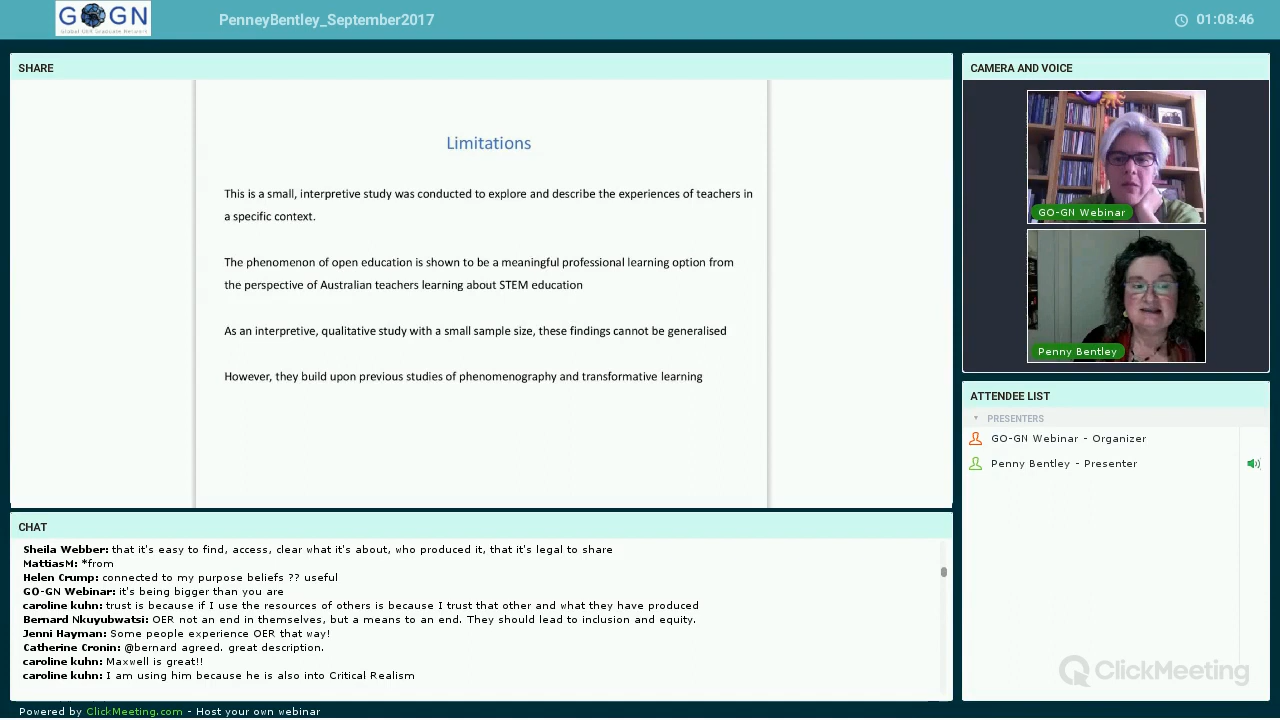 GO GN
Global OER Graduate Network
PenneyBentley_September2017
01:08:46
SHARE
Limitations
This is a small, interpretive study was conducted to explore and describe the experiences of teachers in
a specific context.
The phenomenon of open education is shown to be a meaningful professional learning option from
the perspective of Australian teachers learning about STEM education
As an interpretive, qualitative study with a small sample size, these findings cannot be generalised
However, they build upon previous studies of phenomenography and transformative learning
CHAT
Sheila Webber: that it's easy to find, access, clear what it's about, who produced it, that it's legal to share
MattiasM: *from
Helen Crump: connected to my purpose beliefs ?? useful
GO-GN Webinar: it's being bigger than you are
caroline kuhn: trust is because if I use the resources of others is because I trust that other and what they have produced
Bernard Nkuyubwatsi: OER not an end in themselves, but a means to an end. They should lead to inclusion and equity.
Jenni Hayman: Some people experience OER that way!
Catherine Cronin: @bernard agreed. great description.
caroline kuhn: Maxwell is great!!
caroline kuhn: I am using him because he is also into Critical Realism
CAMERA AND VOICE
GO-GN Webinar
Penny Bentley
ATTENDEE LIST
PRESENTERS
GO-GN Webinar - Organizer
Penny Bentley - Presenter
ClickMeeting
Powered by ClickMeeting.com - Host your own webinar